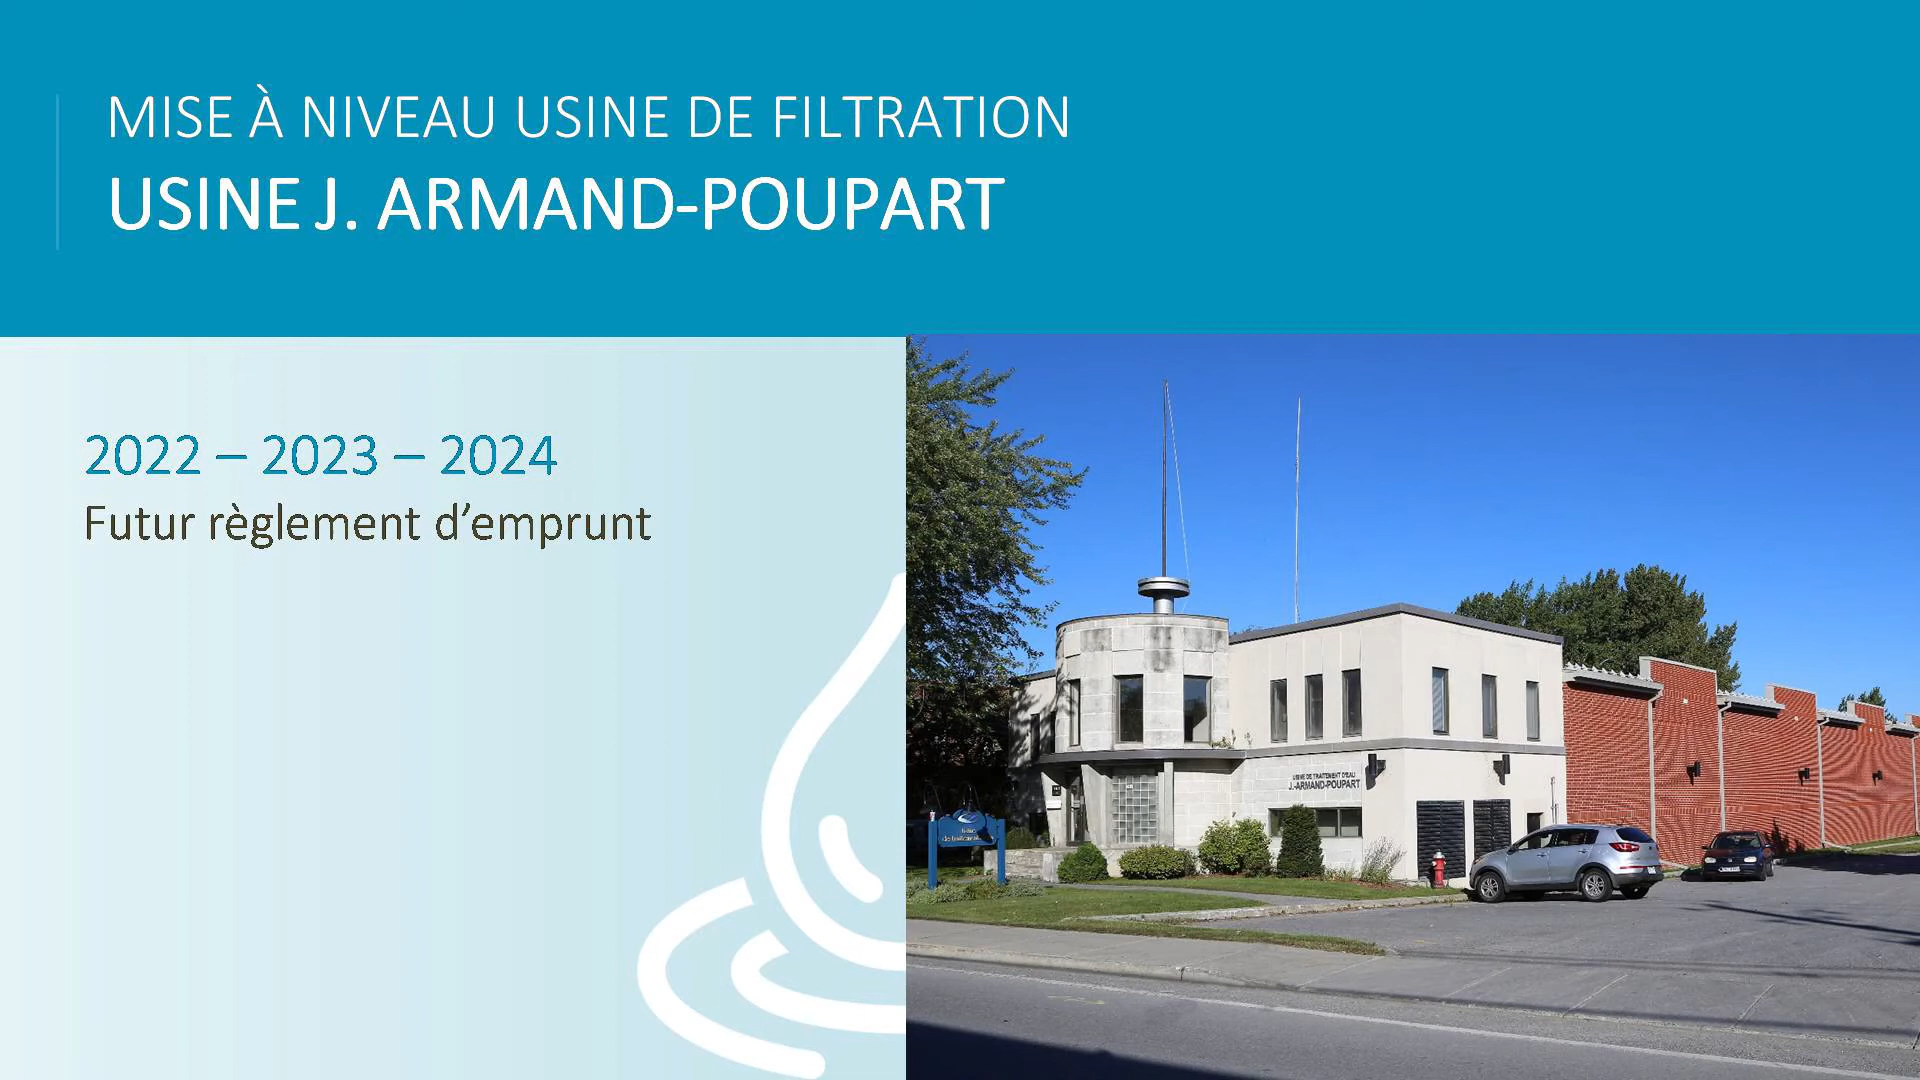 MISE À NIVEAU USINE DE FILTRATION
USINE J. ARMAND-POUPART
2022 – 2023 – 2024
Futur règlement d'emprunt
USINE DE TRAITEMENT D'EAU
J.-ARMAND-POUPART